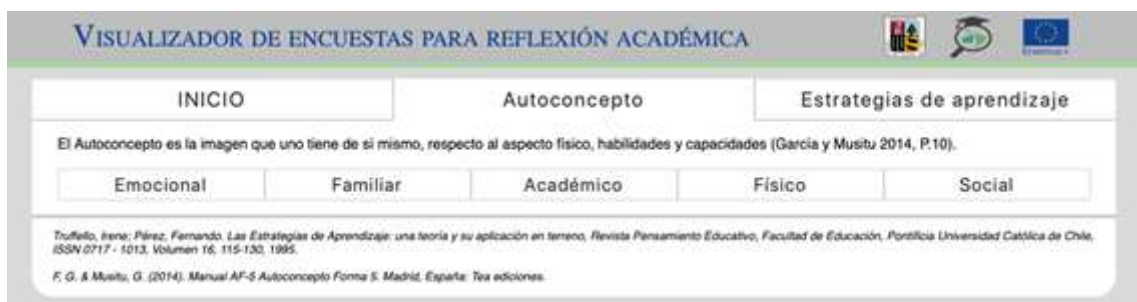 VISUALIZADOR DE ENCUESTAS PARA REFLEXIÓN ACADÉMICA
INICIO
Autoconcepto
Estrategias de aprendizaje
El Autoconcepto es la imagen que uno tiene de si mismo, respecto al aspecto físico, habilidades y capacidades (García y Musitu 2014, P.10).
Emocional
Familiar
Académico
Físico
Social
Truffello, Irene; Pérez, Fernando. Las Estrategias de Aprendizaje: una teoría y su aplicación en terreno, Revista Pensamiento Educativo, Facultad de Educación, Pontificia Universidad Católica de Chile,
ISSN 0717 - 1013. Volumen 16, 115-130, 1995.
F. G. & Musitu, G. (2014). Manual AF-5 Autoconcepto Forma 5. Madrid, España: Tea ediciones.